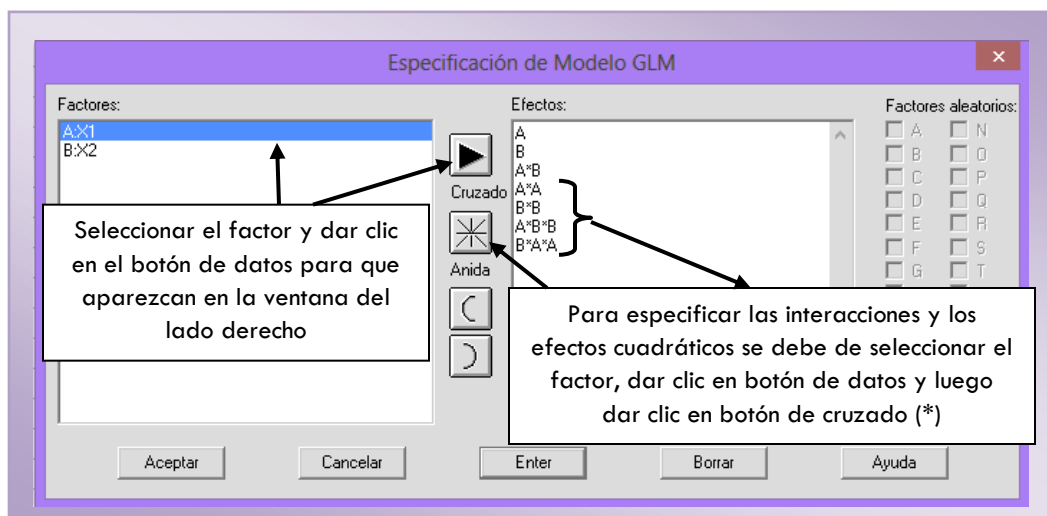 Especificación de Modelo GLM
Factores:
A:X1
B:X2
Cruzado
Anida
Efectos:
A
B
A*B
A*A
B*B
A*B*B
B*A*A
Factores aleatorios:
A N
B O
C P
D Q
E R
F S
G T
Seleccionar el factor y dar clic
en el botón de datos para que
aparezcan en la ventana del
lado derecho
Para especificar las interacciones y los
efectos cuadráticos se debe de seleccionar el
factor, dar clic en botón de datos y luego
dar clic en botón de cruzado (*)
Aceptar Cancelar Enter Borrar Ayuda